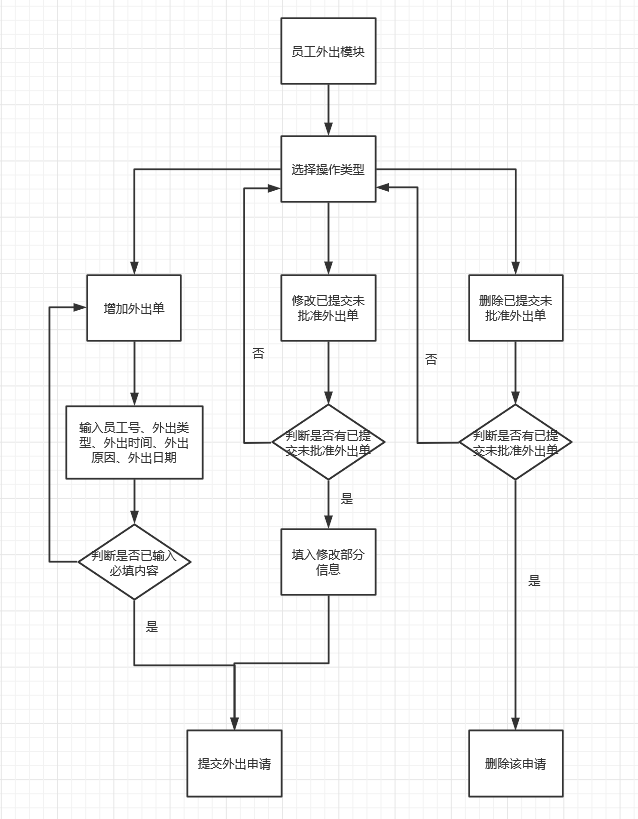 员工外出模块
选择操作类型
增加外出单
修改已提交未
批准外出单
删除已提交未
批准外出单
否
否
输入员工号、外出类
型、外出时间、外出
原因、外出日期
判断是否有已提
交未批准外出单
判断是否有已提
交未批准外出单
是
判断是否已输入
必填内容
填入修改部分
信息
是
是
提交外出申请
删除该申请